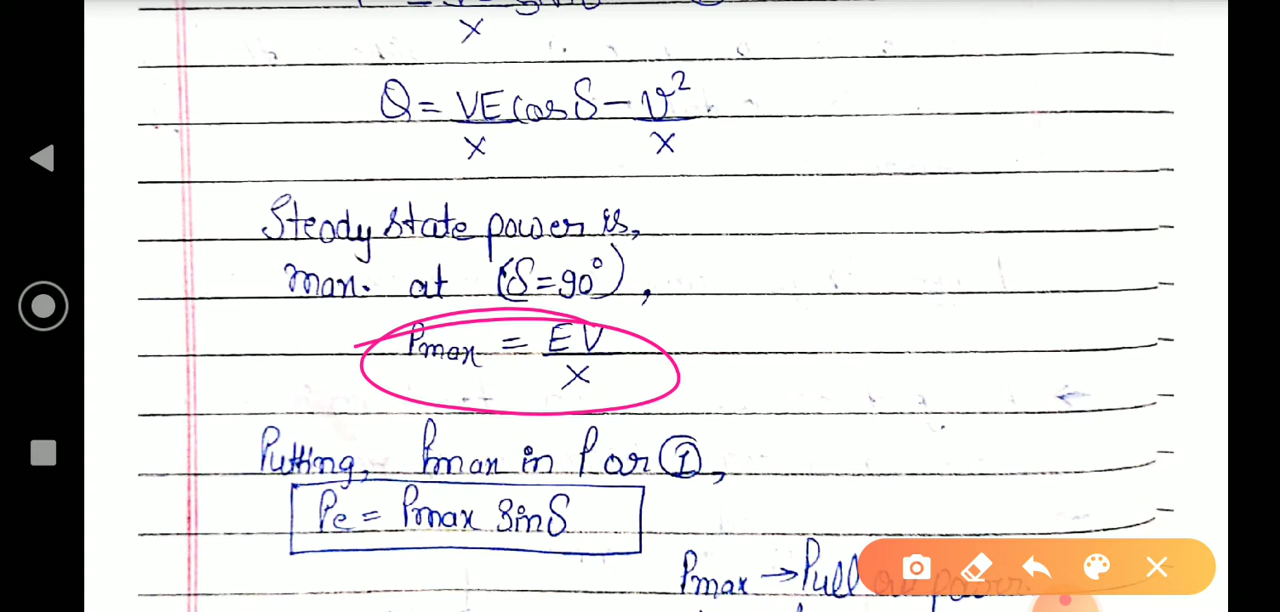 X
Q = VE Cos δ - V²
X X
Steady state power is,
max. at (δ = 90°),
Pmax = EV
X
Putting, Pmax in P or ①,
Pe = Pmax Sin δ
Pmax → Pull power